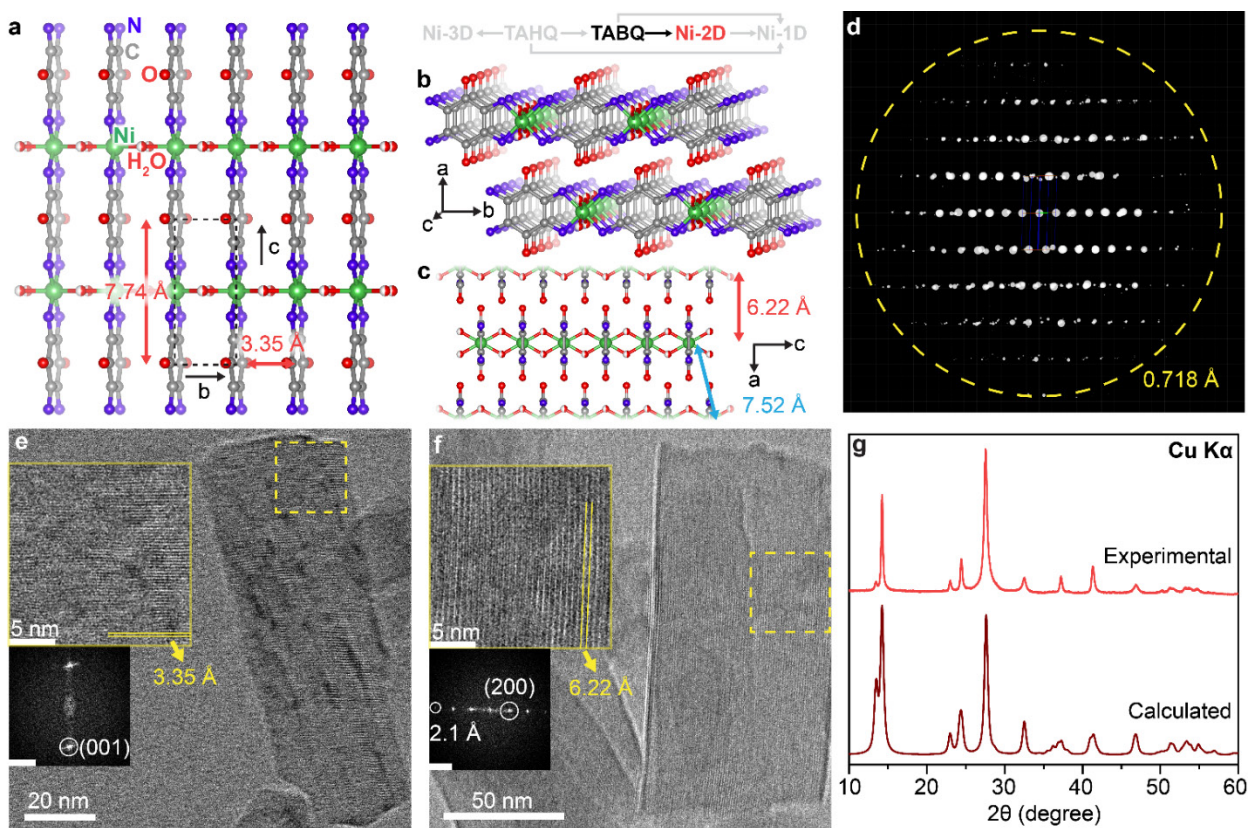 Ni-3D TAHQ TABQ Ni-2D Ni-1D
a
N
C
O
Ni
H₂O
7.74 Å
3.35 Å
c
b
b
a
c
b
c
6.22 Å
c
a
7.52 Å
d
0.718 Å
e
5 nm
3.35 Å
(001)
20 nm
f
5 nm
6.22 Å
(200)
2.1 Å
50 nm
g
Cu Kα
Experimental
Calculated
10 20 30 40 50 60
2θ (degree)